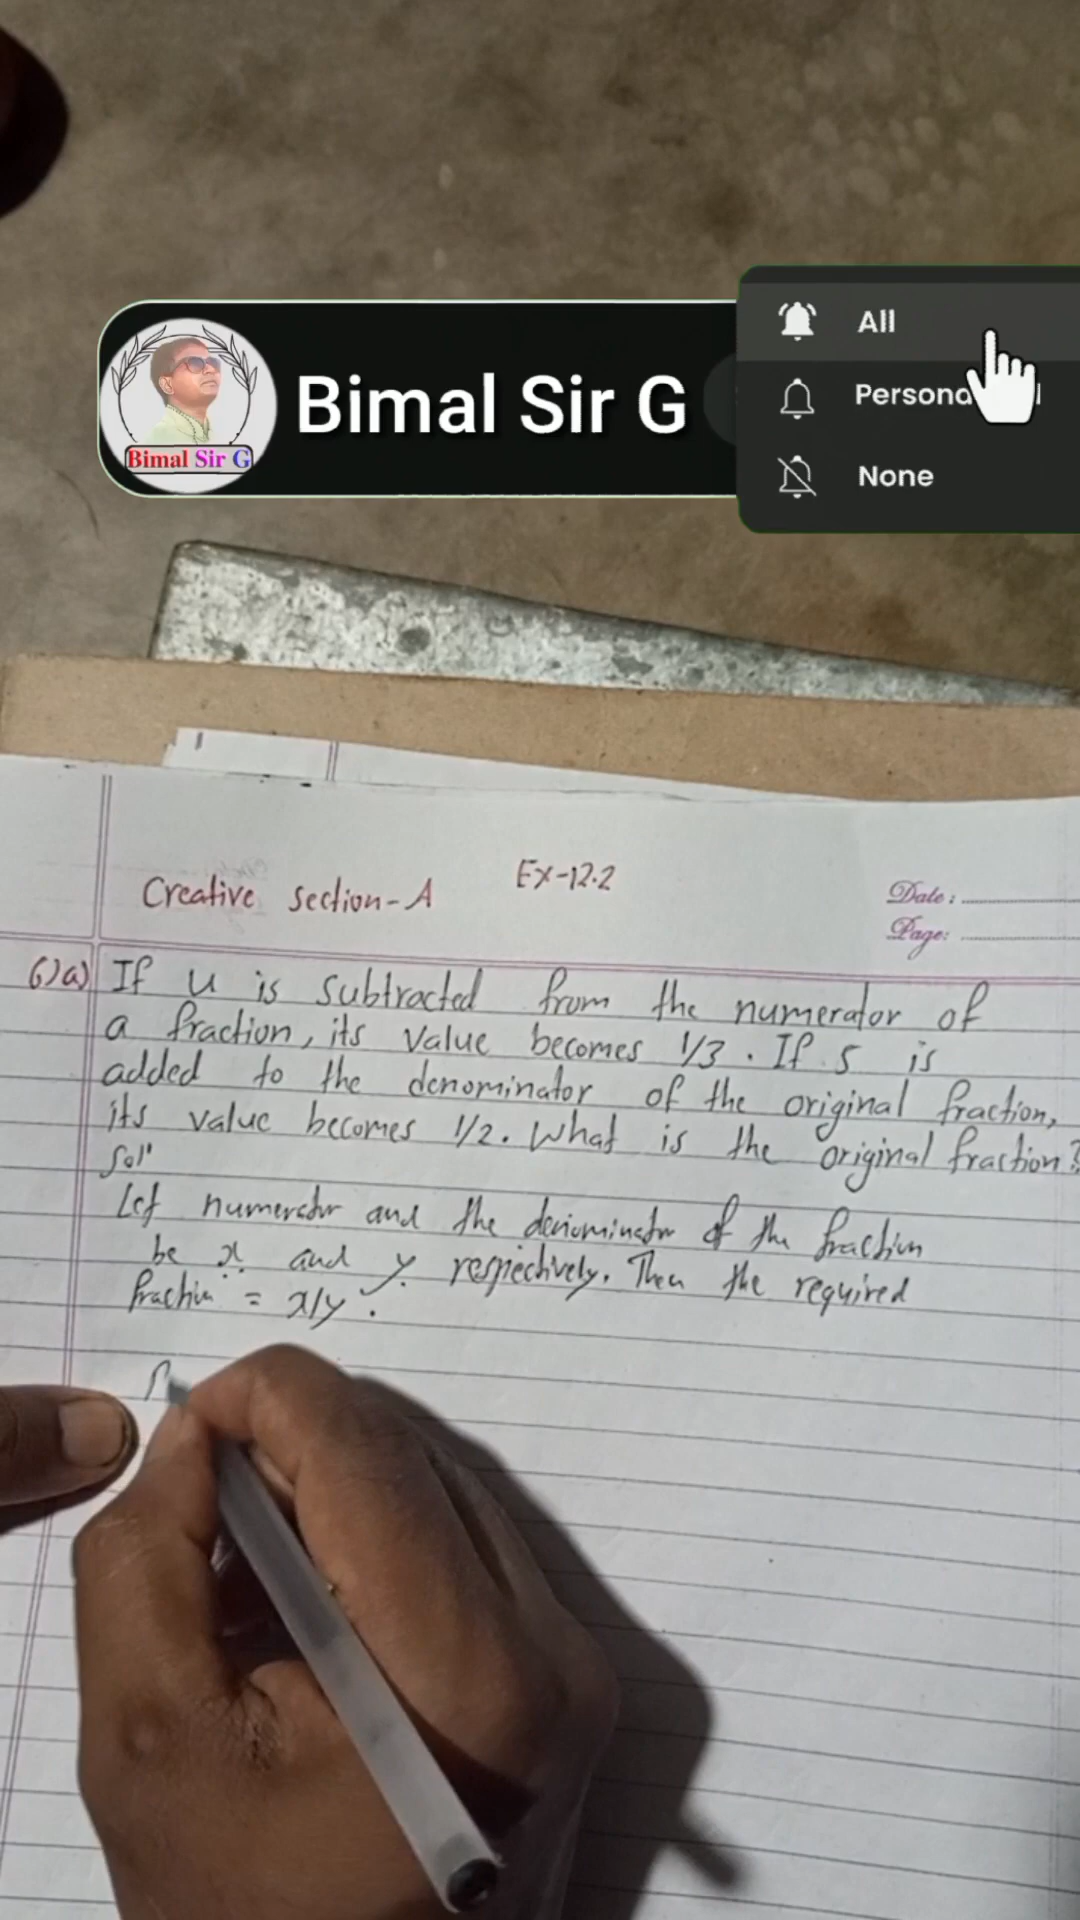 All
Bimal Sir G
Persona
None
Bimal Sir G
Creative section-A
Ex-12.2
Date:
Page:
6)a) If u is subtracted from the numerator of
a fraction, its value becomes 1/3. If 5 is
added to the denominator of the original fraction,
its value becomes 1/2. What is the original fraction?
Solⁿ
Let numerator and the denominator of the fraction
be x and y respectively. Then the required
fraction = x/y.